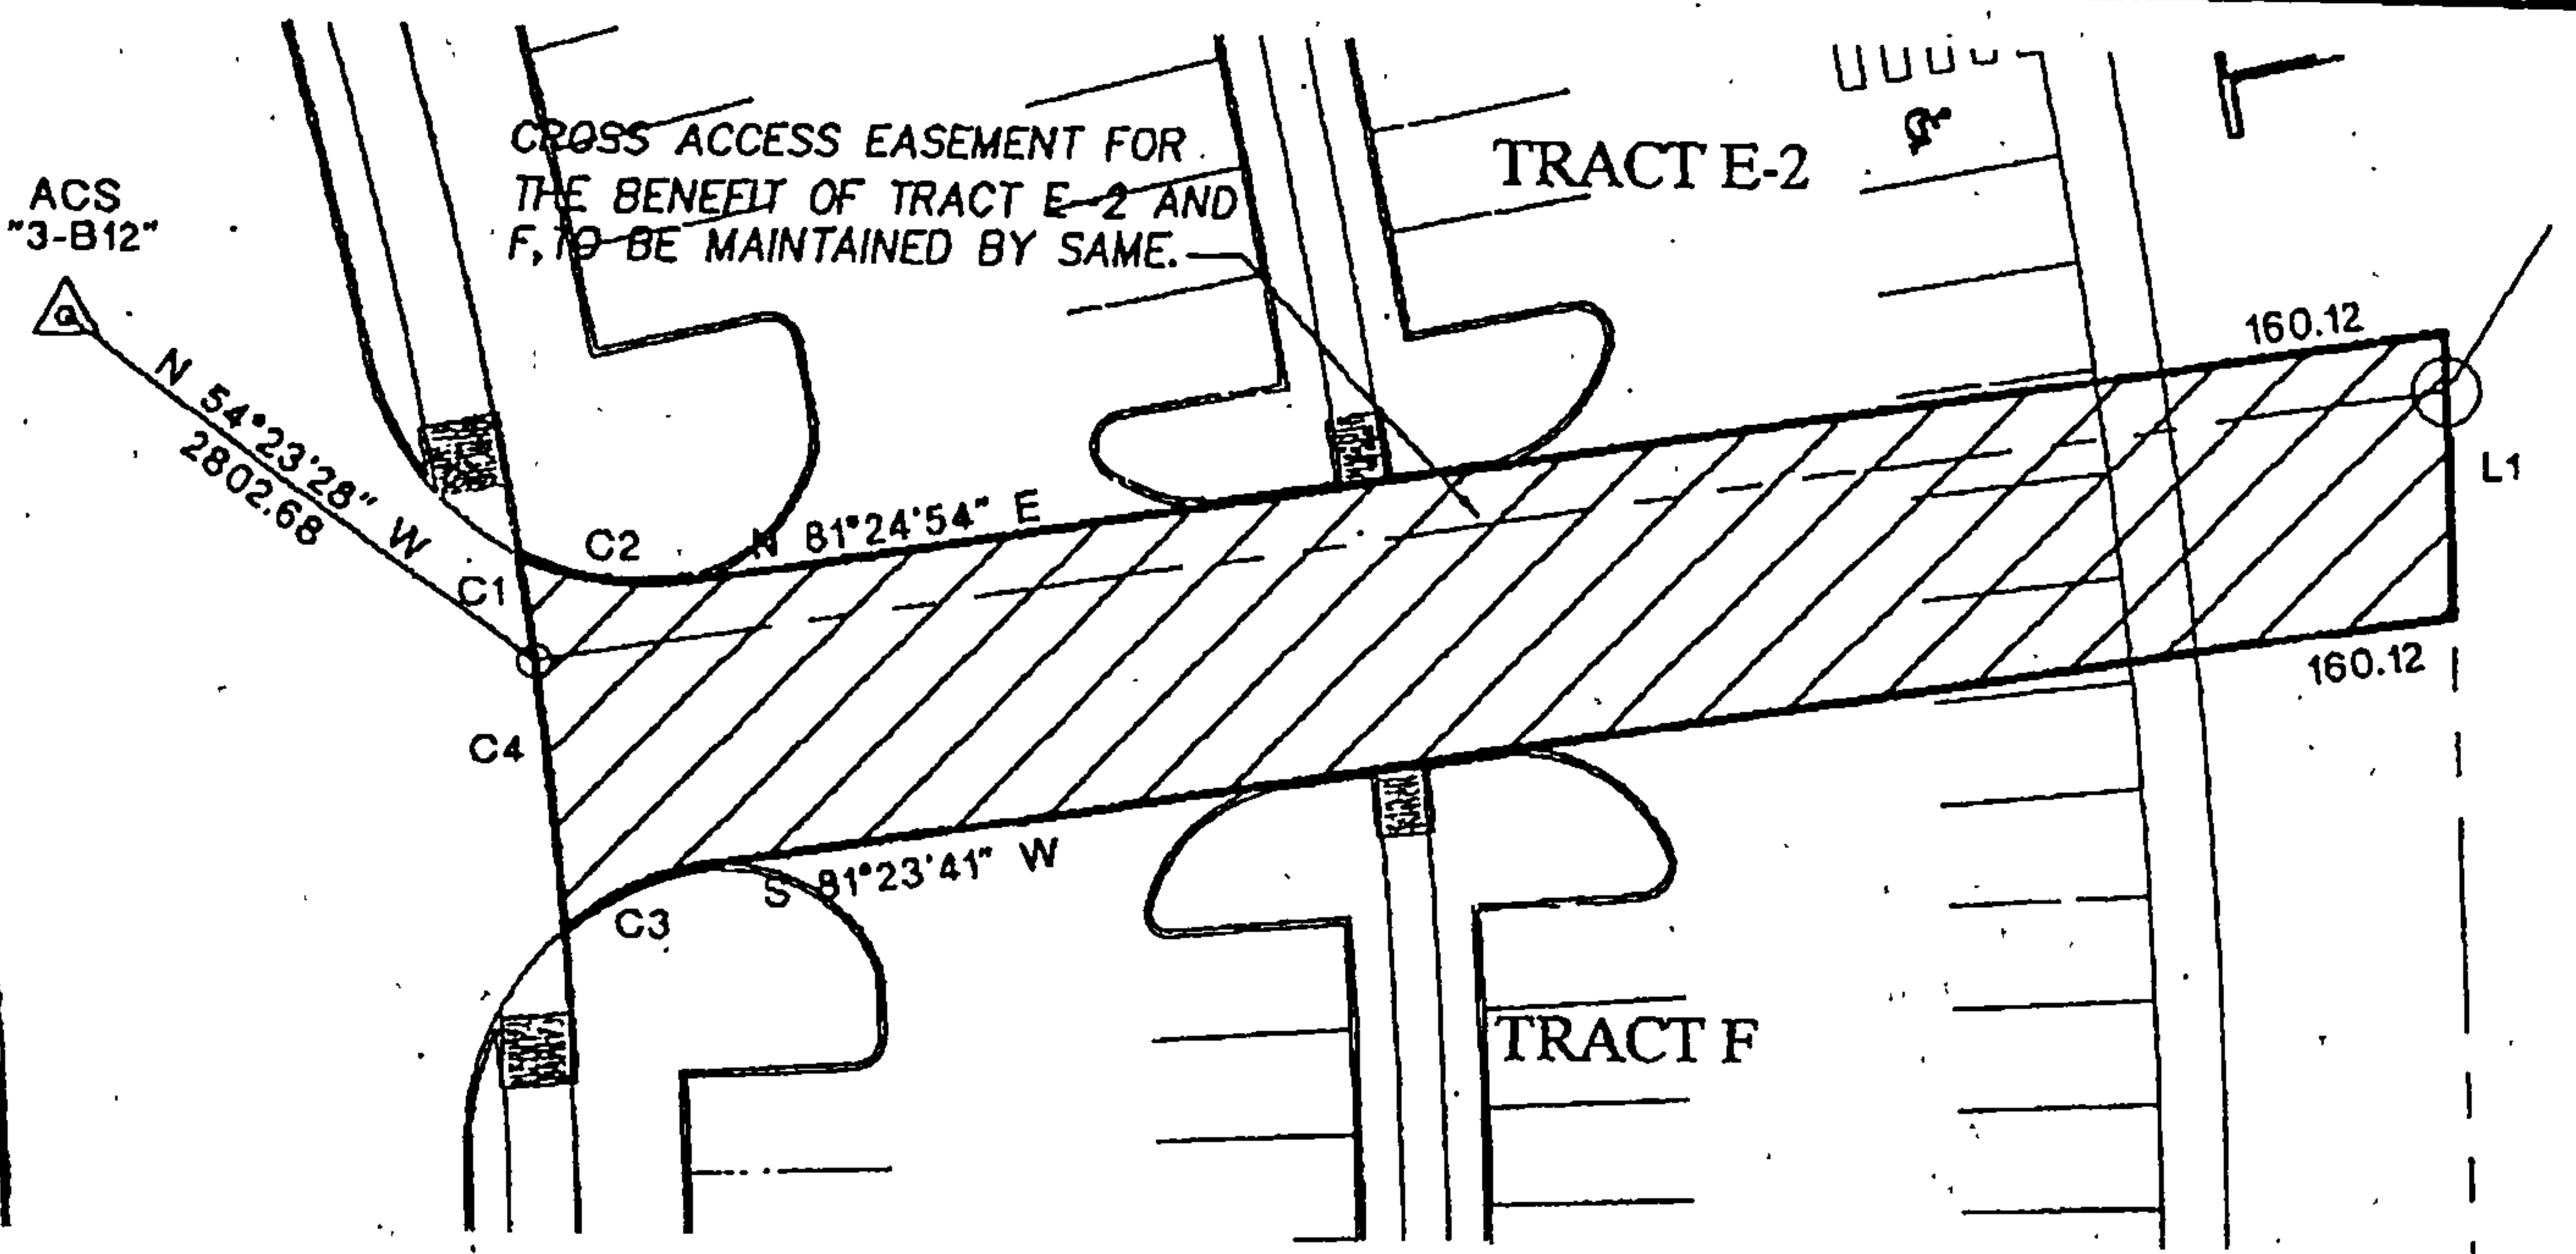 CROSS ACCESS EASEMENT FOR
THE BENEFIT OF TRACT E-2 AND
F, TO BE MAINTAINED BY SAME.
TRACT E-2
ACS
"3-B12"
N 54°23'28" W
2802.68
160.12
L1
C2
N 81°24'54" E
C1
160.12
C4
S 81°23'41" W
C3
TRACT F